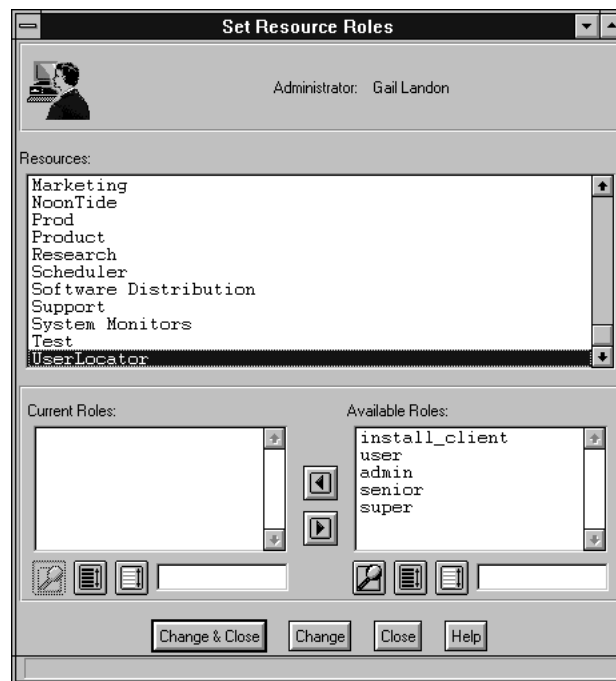 Set Resource Roles
Administrator: Gail Landon
Resources:
Marketing
NoonTide
Prod
Product
Research
Scheduler
Software Distribution
Support
System Monitors
Test
UserLocator
Current Roles:
Available Roles:
install_client
user
admin
senior
super
Change & Close
Change
Close
Help